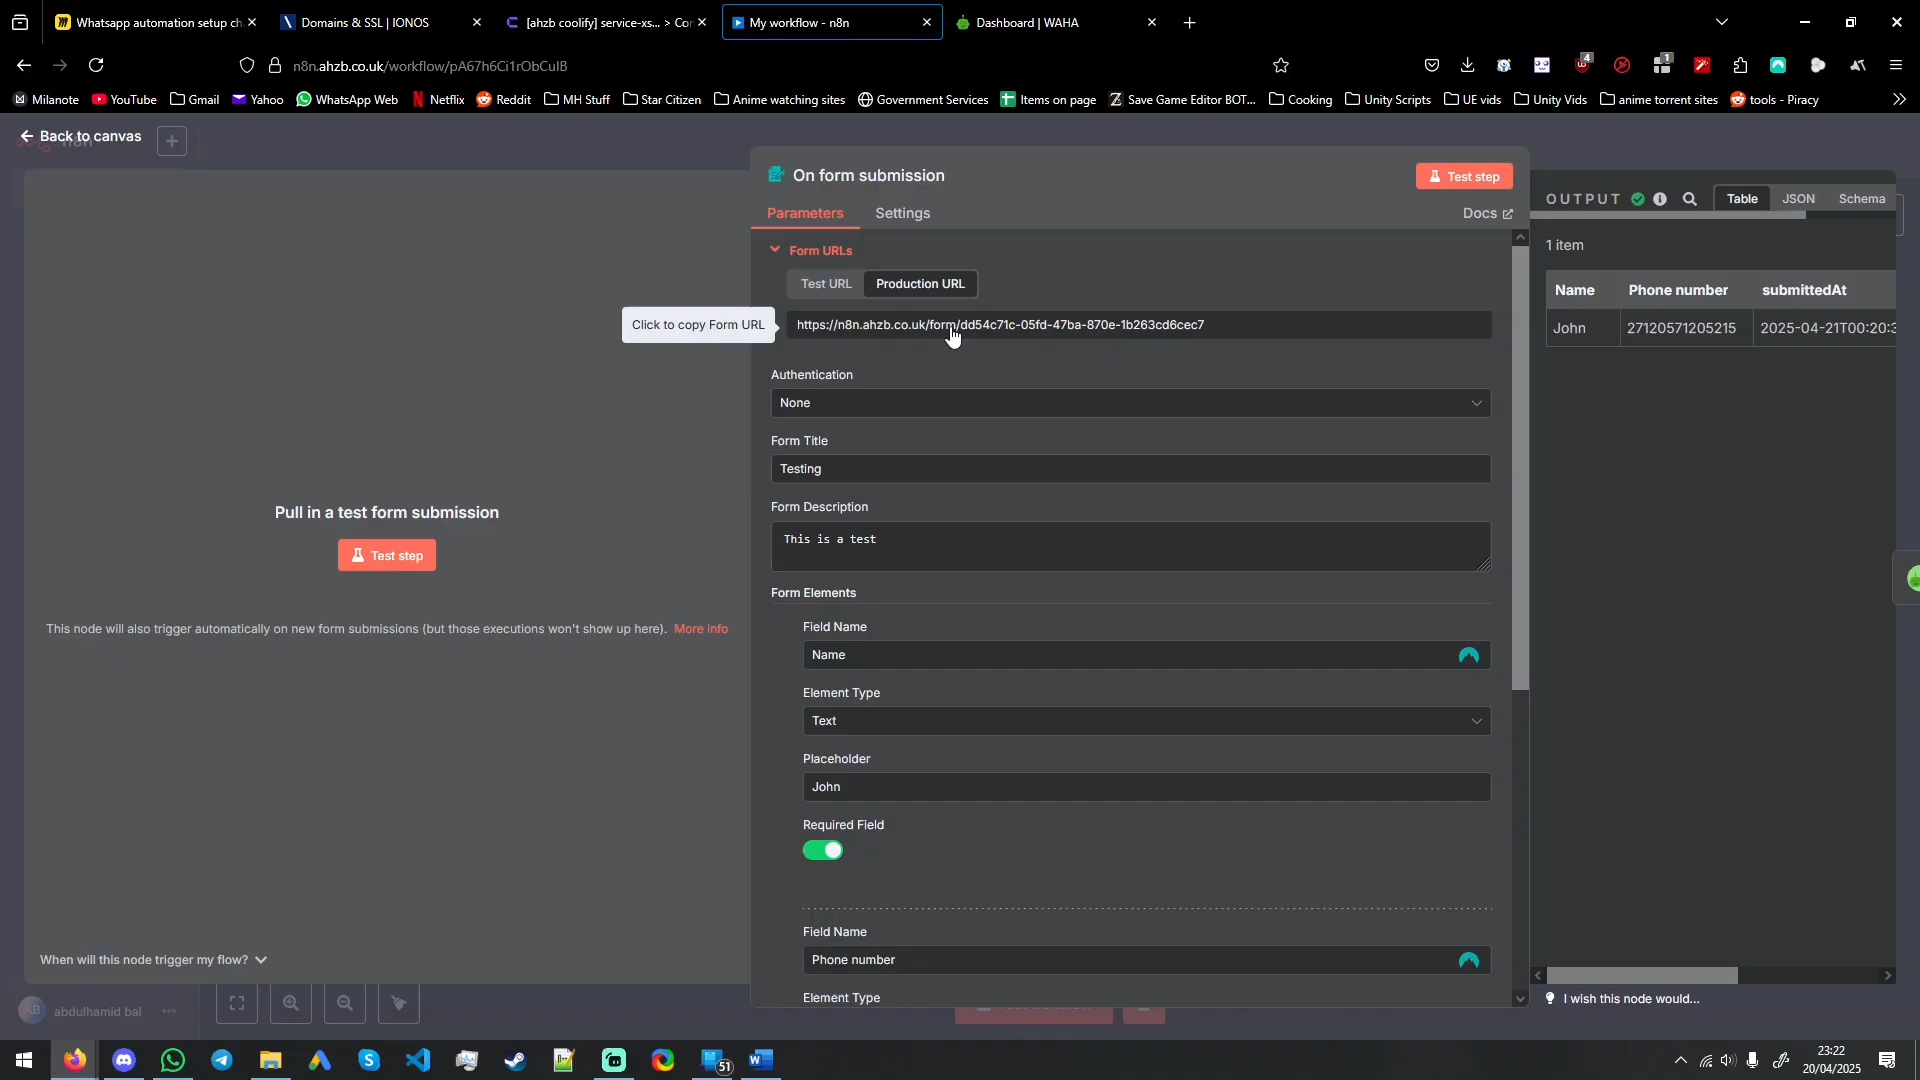 Whatsapp automation setup ch
Domains & SSL | IONOS
[ahzb coolify] service-xs... > Con
My workflow - n8n
Dashboard | WAHA
n8n.ahzb.co.uk/workflow/pA67h6Ci1rObCuIB
4
1
Milanote
YouTube
Gmail
Yahoo
WhatsApp Web
Netflix
Reddit
MH Stuff
Star Citizen
Anime watching sites
Government Services
Items on page
Save Game Editor BOT...
Cooking
Unity Scripts
UE vids
Unity Vids
anime torrent sites
tools - Piracy
Back to canvas
n8n
On form submission
Test step
Parameters
Settings
Docs
Form URLs
Test URL
Production URL
Click to copy Form URL
https://n8n.ahzb.co.uk/form/dd54c71c-05fd-47ba-870e-1b263cd6cec7
Authentication
None
Form Title
Testing
Form Description
This is a test
Form Elements
Field Name
Name
Element Type
Text
Placeholder
John
Required Field
Field Name
Phone number
Element Type
Pull in a test form submission
Test step
This node will also trigger automatically on new form submissions (but those executions won't show up here). More info
When will this node trigger my flow?
OUTPUT
Table
JSON
Schema
1 item
Name
Phone number
submittedAt
John
27120571205215
2025-04-21T00:20:3
I wish this node would...
AB
abdulhamid bal
51
23:22
20/04/2025